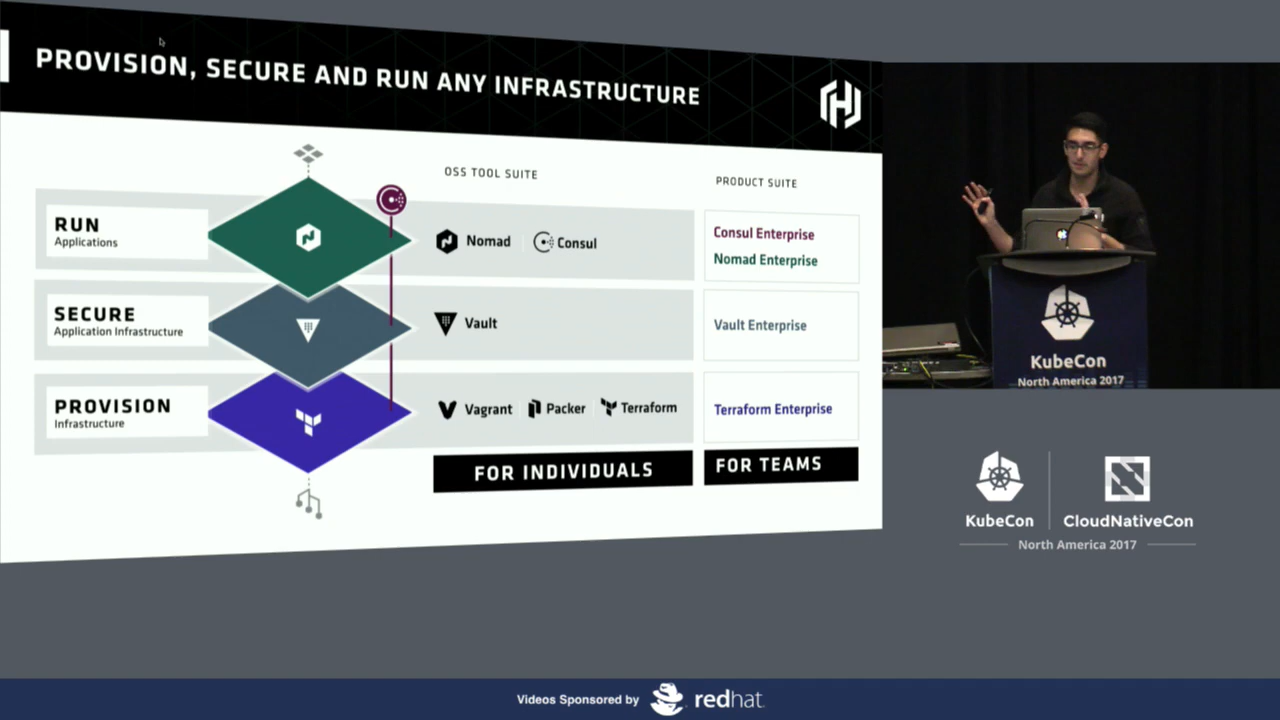 PROVISION, SECURE AND RUN ANY INFRASTRUCTURE
OSS TOOL SUITE
PRODUCT SUITE
RUN
Applications
Nomad
Consul
Consul Enterprise
Nomad Enterprise
SECURE
Application Infrastructure
Vault
Vault Enterprise
PROVISION
Infrastructure
Vagrant
Packer
Terraform
Terraform Enterprise
FOR INDIVIDUALS
FOR TEAMS
KubeCon
North America 2017
KubeCon
CloudNativeCon
North America 2017
Videos Sponsored by
redhat.